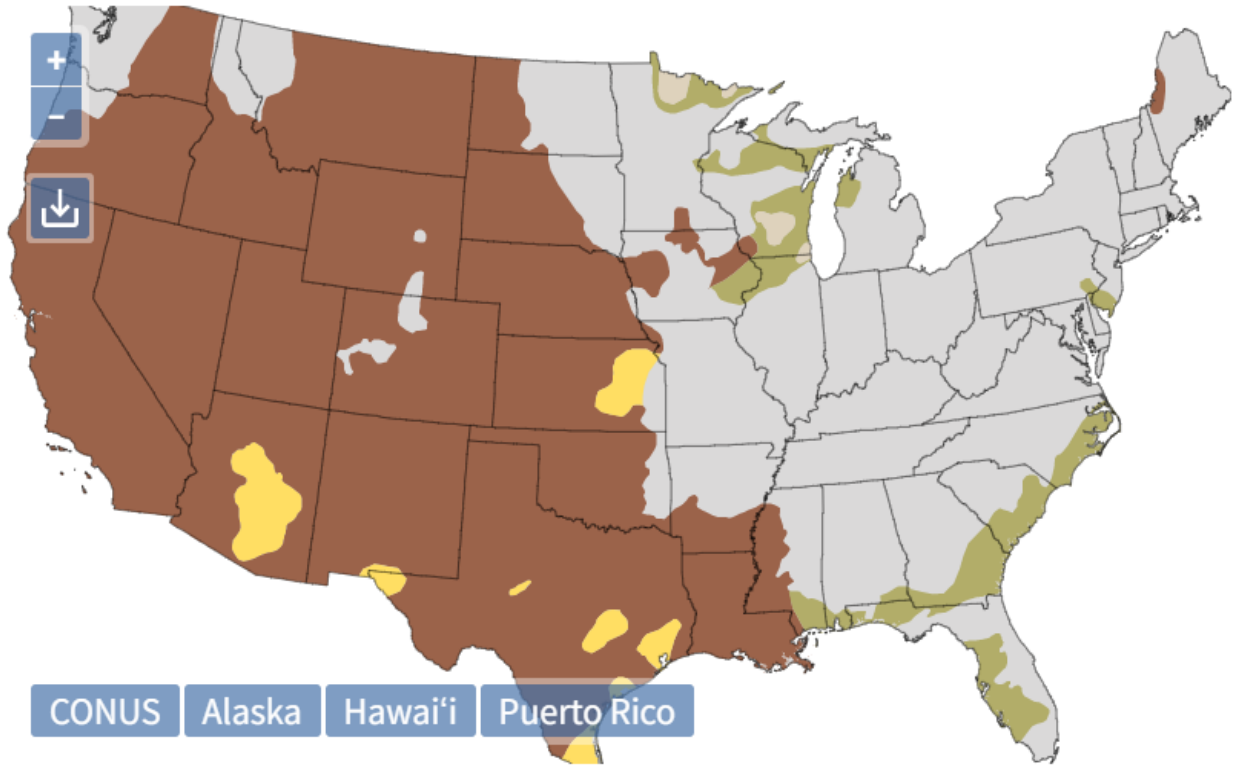 +
−
CONUS
Alaska
Hawaiʻi
Puerto Rico